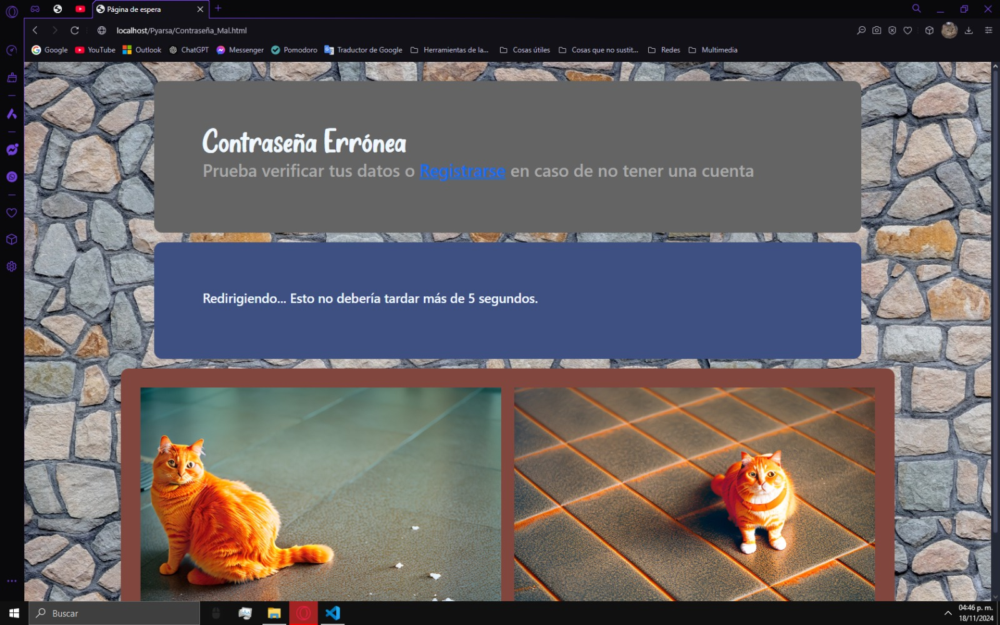 Página de espera
localhost/Pyarsa/Contraseña_Mal.html
Google YouTube Outlook ChatGPT Messenger Pomodoro Traductor de Google Herramientas de la... Cosas útiles Cosas que no sustit... Redes Multimedia
Contraseña Errónea
Prueba verificar tus datos o Registrarse en caso de no tener una cuenta
Redirigiendo... Esto no debería tardar más de 5 segundos.
Buscar
04:46 p. m.
18/11/2024